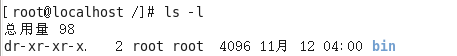 [root@localhost /]# ls -l
总用量 98
dr-xr-xr-x.   2 root root  4096 11月 12 04:00 bin